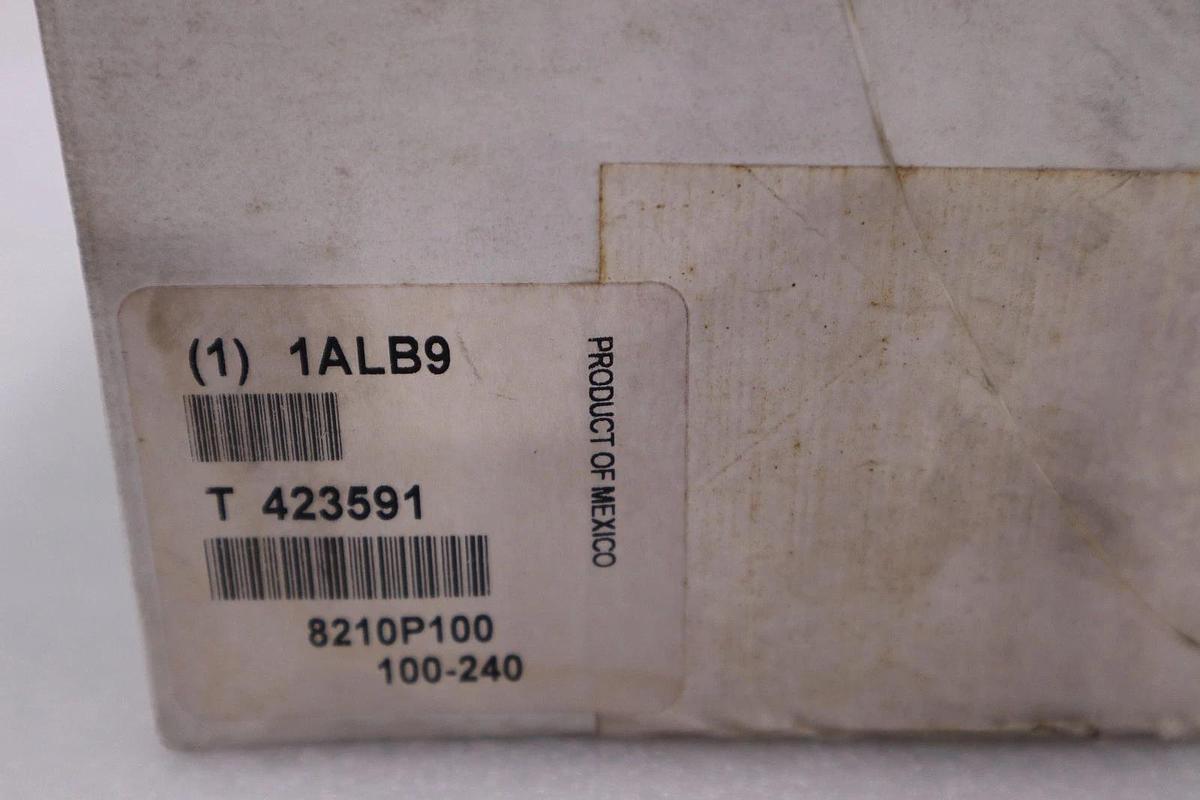 (1) 1ALB9
T 423591
8210P100
100-240
PRODUCT OF MEXICO